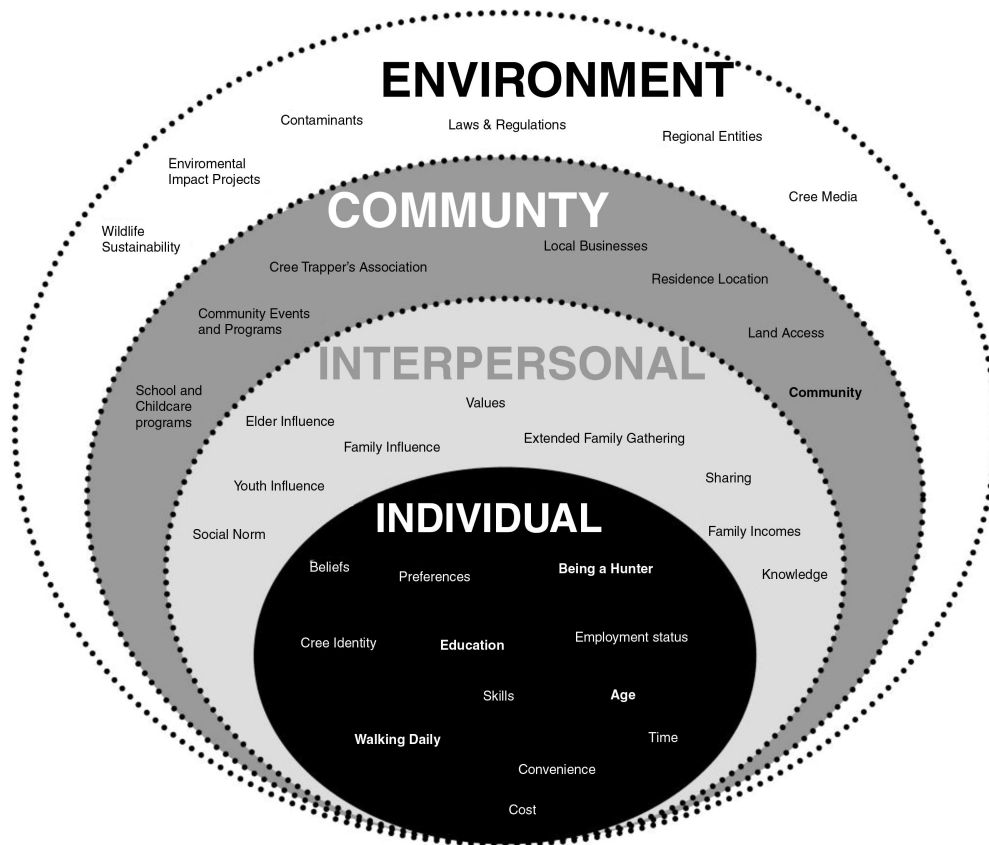 ENVIRONMENT
Contaminants
Laws & Regulations
Regional Entities
Enviromental
Impact Projects
Cree Media
Wildlife
Sustainability
COMMUNTY
Local Businesses
Cree Trapper's Association
Residence Location
Community Events
and Programs
Land Access
School and
Childcare
programs
Community
INTERPERSONAL
Values
Elder Influence
Family Influence
Extended Family Gathering
Youth Influence
Sharing
Social Norm
Family Incomes
Knowledge
INDIVIDUAL
Beliefs
Preferences
Being a Hunter
Cree Identity
Education
Employment status
Skills
Age
Walking Daily
Time
Convenience
Cost